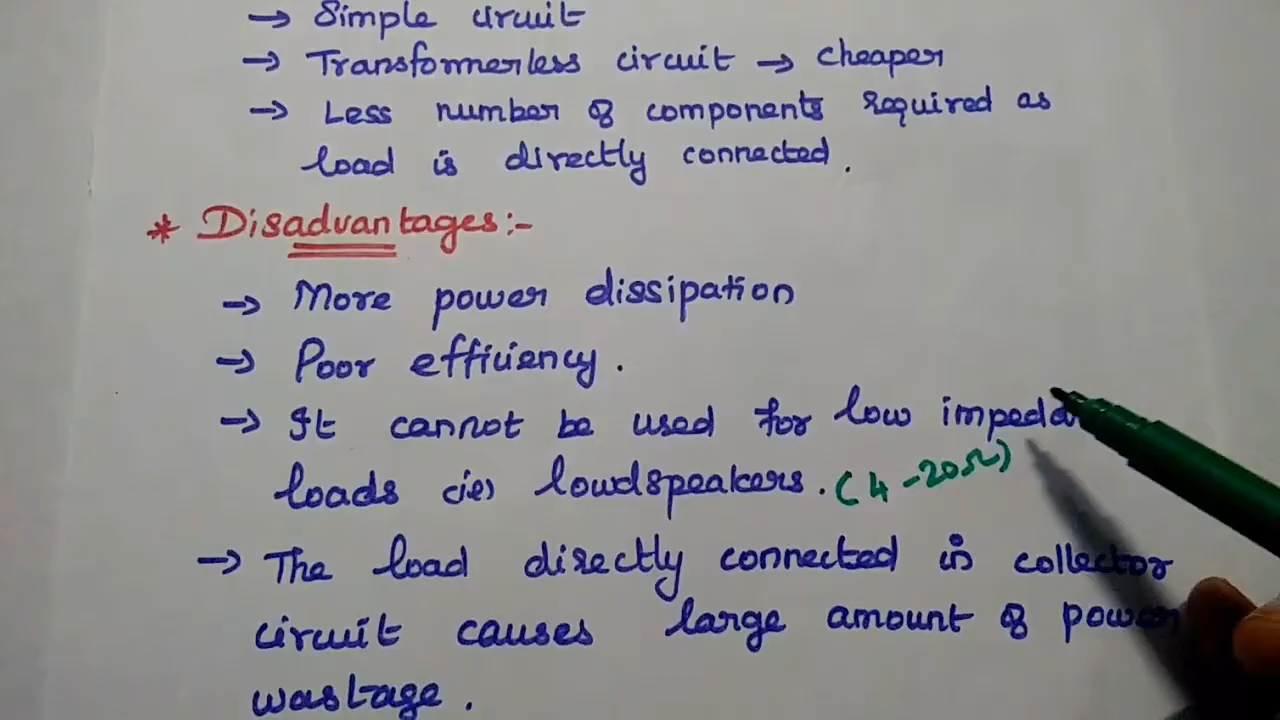 → Simple circuit
→ Transformerless circuit → cheaper
→ Less number of components required as
load is directly connected.
* Disadvantages:-
→ More power dissipation
→ Poor efficiency.
→ It cannot be used for low
loads (ie) loudspeakers. (4-20Ω)
→ The load directly connected in collector
circuit causes large amount of power
wastage.